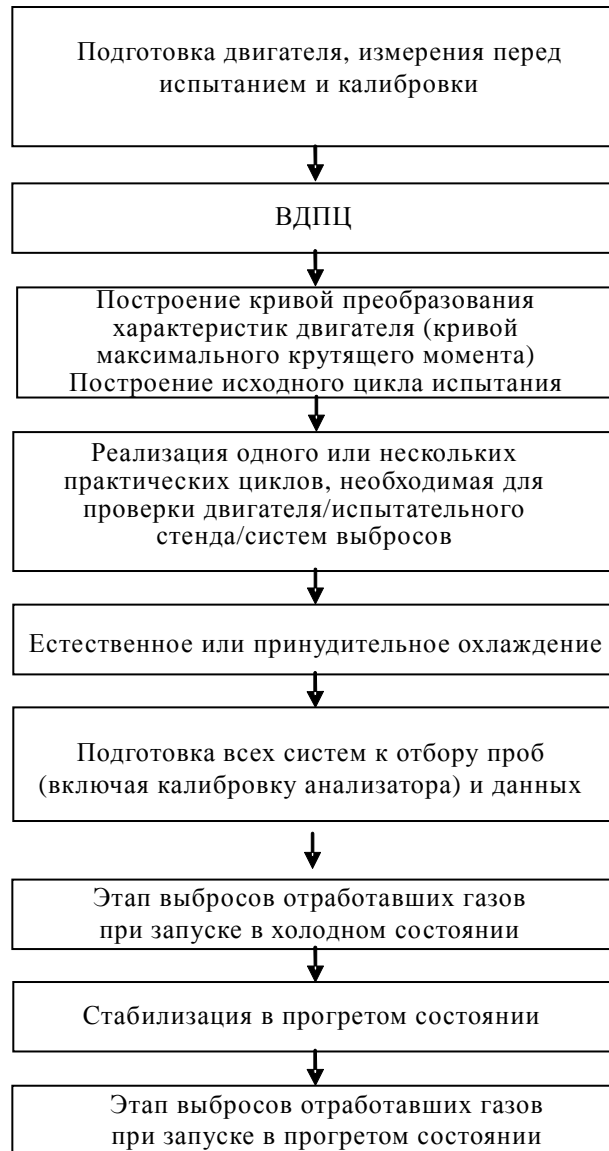 Подготовка двигателя, измерения перед
испытанием и калибровки
ВДПЦ
Построение кривой преобразования
характеристик двигателя (кривой
максимального крутящего момента)
Построение исходного цикла испытания
Реализация одного или нескольких
практических циклов, необходимая для
проверки двигателя/испытательного
стенда/систем выбросов
Естественное или принудительное охлаждение
Подготовка всех систем к отбору проб
(включая калибровку анализатора) и данных
Этап выбросов отработавших газов
при запуске в холодном состоянии
Стабилизация в прогретом состоянии
Этап выбросов отработавших газов
при запуске в прогретом состоянии